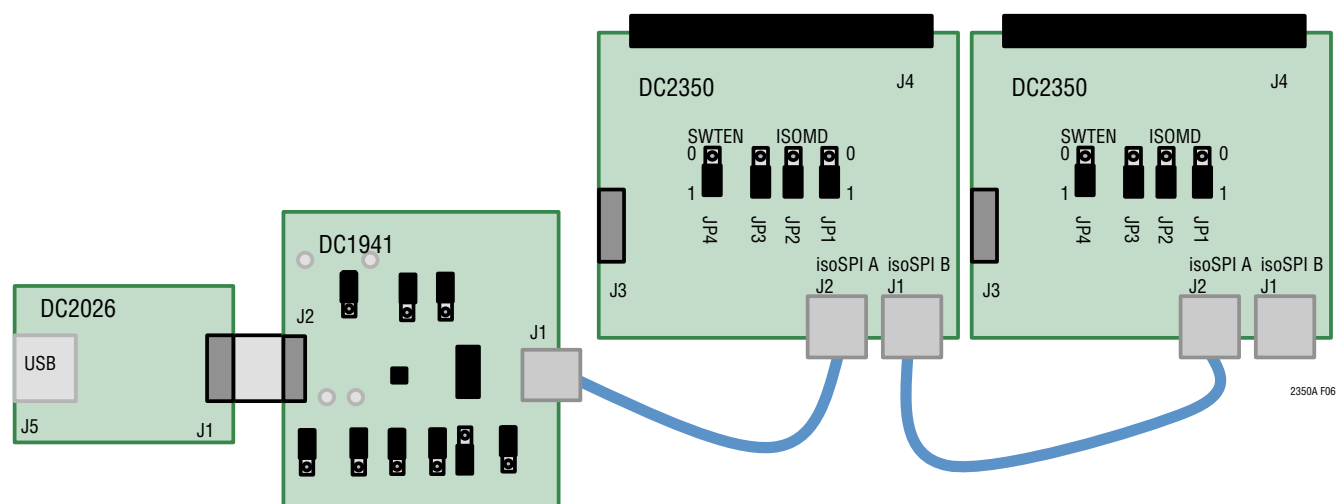 DC2026
USB
J5
J1
DC1941
J2
J1
DC2350
J4
SWTEN
ISOMD
0
0
1
1
JP4
JP3
JP2
JP1
isoSPI A
isoSPI B
J3
J2
J1
DC2350
J4
SWTEN
ISOMD
0
0
1
1
JP4
JP3
JP2
JP1
isoSPI A
isoSPI B
J3
J2
J1
2350A F06